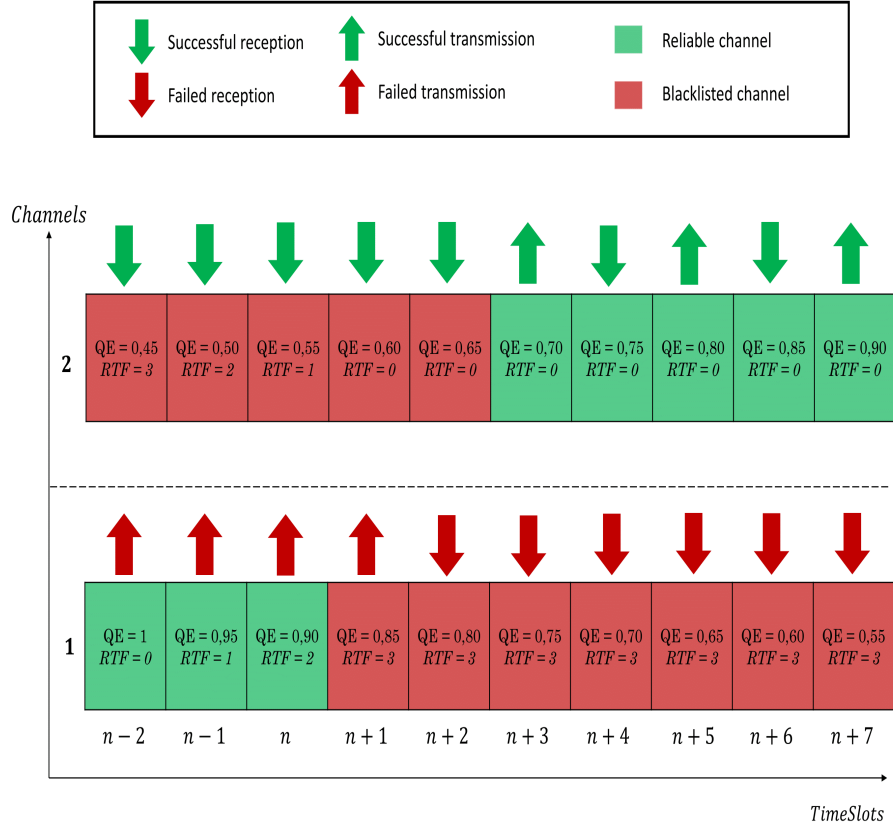 Successful reception
Successful transmission
Reliable channel
Failed reception
Failed transmission
Blacklisted channel
Channels
2
QE = 0,45 QE = 0,50 QE = 0,55 QE = 0,60 QE = 0,65 QE = 0,70 QE = 0,75 QE = 0,80 QE = 0,85 QE = 0,90
RTF = 3 RTF = 2 RTF = 1 RTF = 0 RTF = 0 RTF = 0 RTF = 0 RTF = 0 RTF = 0 RTF = 0
1
QE = 1 QE = 0,95 QE = 0,90 QE = 0,85 QE = 0,80 QE = 0,75 QE = 0,70 QE = 0,65 QE = 0,60 QE = 0,55
RTF = 0 RTF = 1 RTF = 2 RTF = 3 RTF = 3 RTF = 3 RTF = 3 RTF = 3 RTF = 3 RTF = 3
n − 2 n − 1 n n + 1 n + 2 n + 3 n + 4 n + 5 n + 6 n + 7
TimeSlots